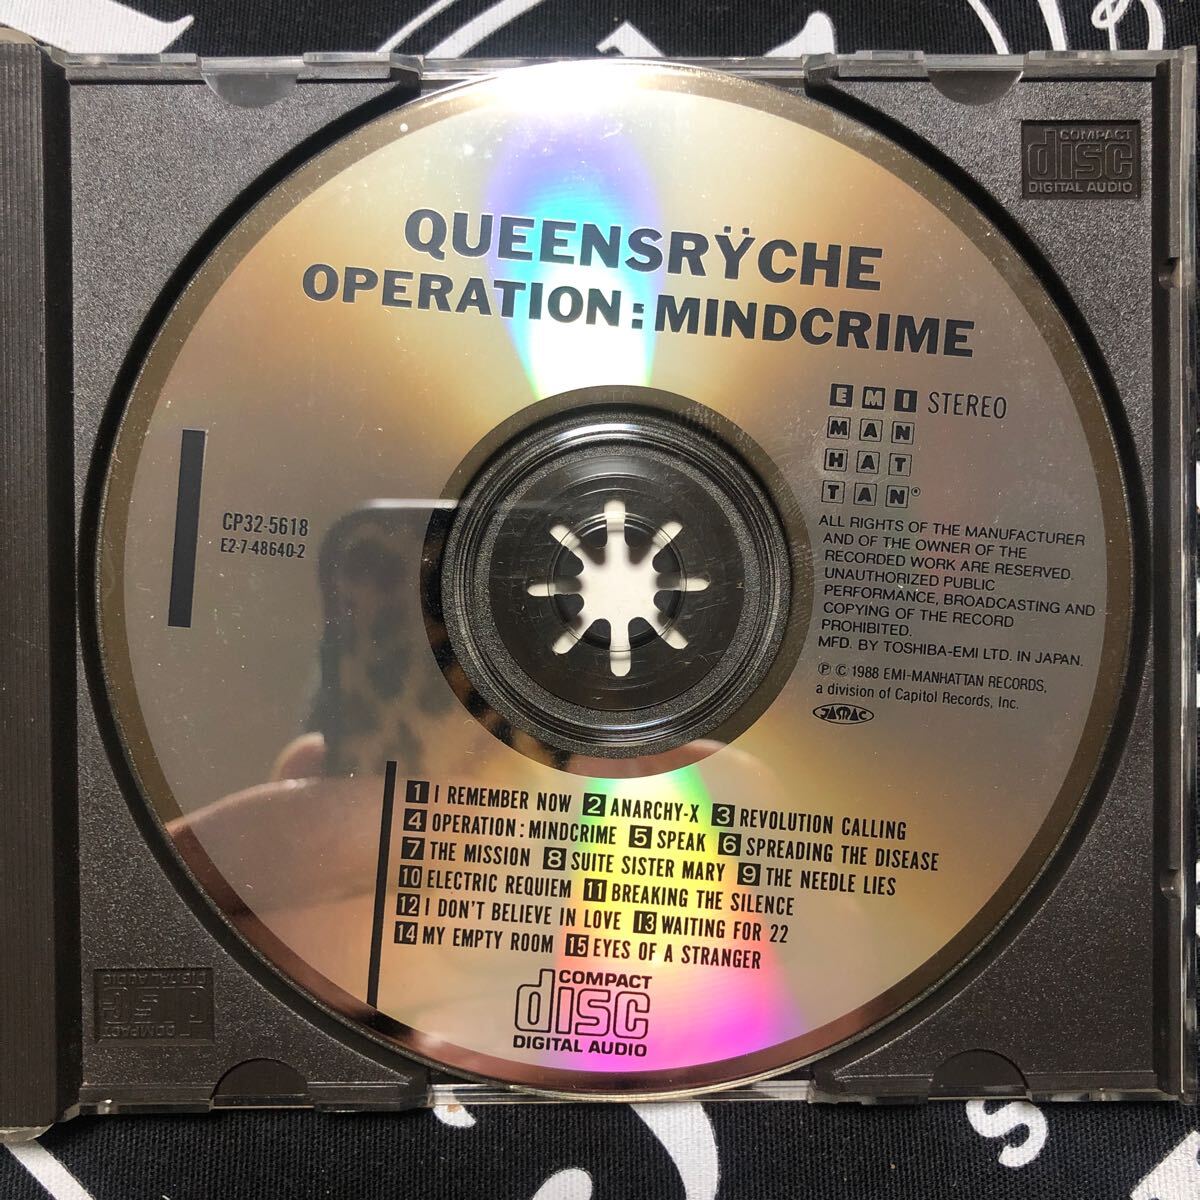 QUEENSRŸCHE
OPERATION:MINDCRIME
EMI STEREO
MAN
HAT
TAN®
CP32-5618
E2-7-48640-2
ALL RIGHTS OF THE MANUFACTURER
AND OF THE OWNER OF THE
RECORDED WORK ARE RESERVED.
UNAUTHORIZED PUBLIC
PERFORMANCE, BROADCASTING AND
COPYING OF THE RECORD
PROHIBITED.
MFD. BY TOSHIBA-EMI LTD. IN JAPAN.
℗ © 1988 EMI-MANHATTAN RECORDS,
a division of Capitol Records, Inc.
JASRAC
1 I REMEMBER NOW 2 ANARCHY-X 3 REVOLUTION CALLING
4 OPERATION:MINDCRIME 5 SPEAK 6 SPREADING THE DISEASE
7 THE MISSION 8 SUITE SISTER MARY 9 THE NEEDLE LIES
10 ELECTRIC REQUIEM 11 BREAKING THE SILENCE
12 I DON'T BELIEVE IN LOVE 13 WAITING FOR 22
14 MY EMPTY ROOM 15 EYES OF A STRANGER
COMPACT
disc
DIGITAL AUDIO
COMPACT
disc
DIGITAL AUDIO
COMPACT
disc
DIGITAL AUDIO